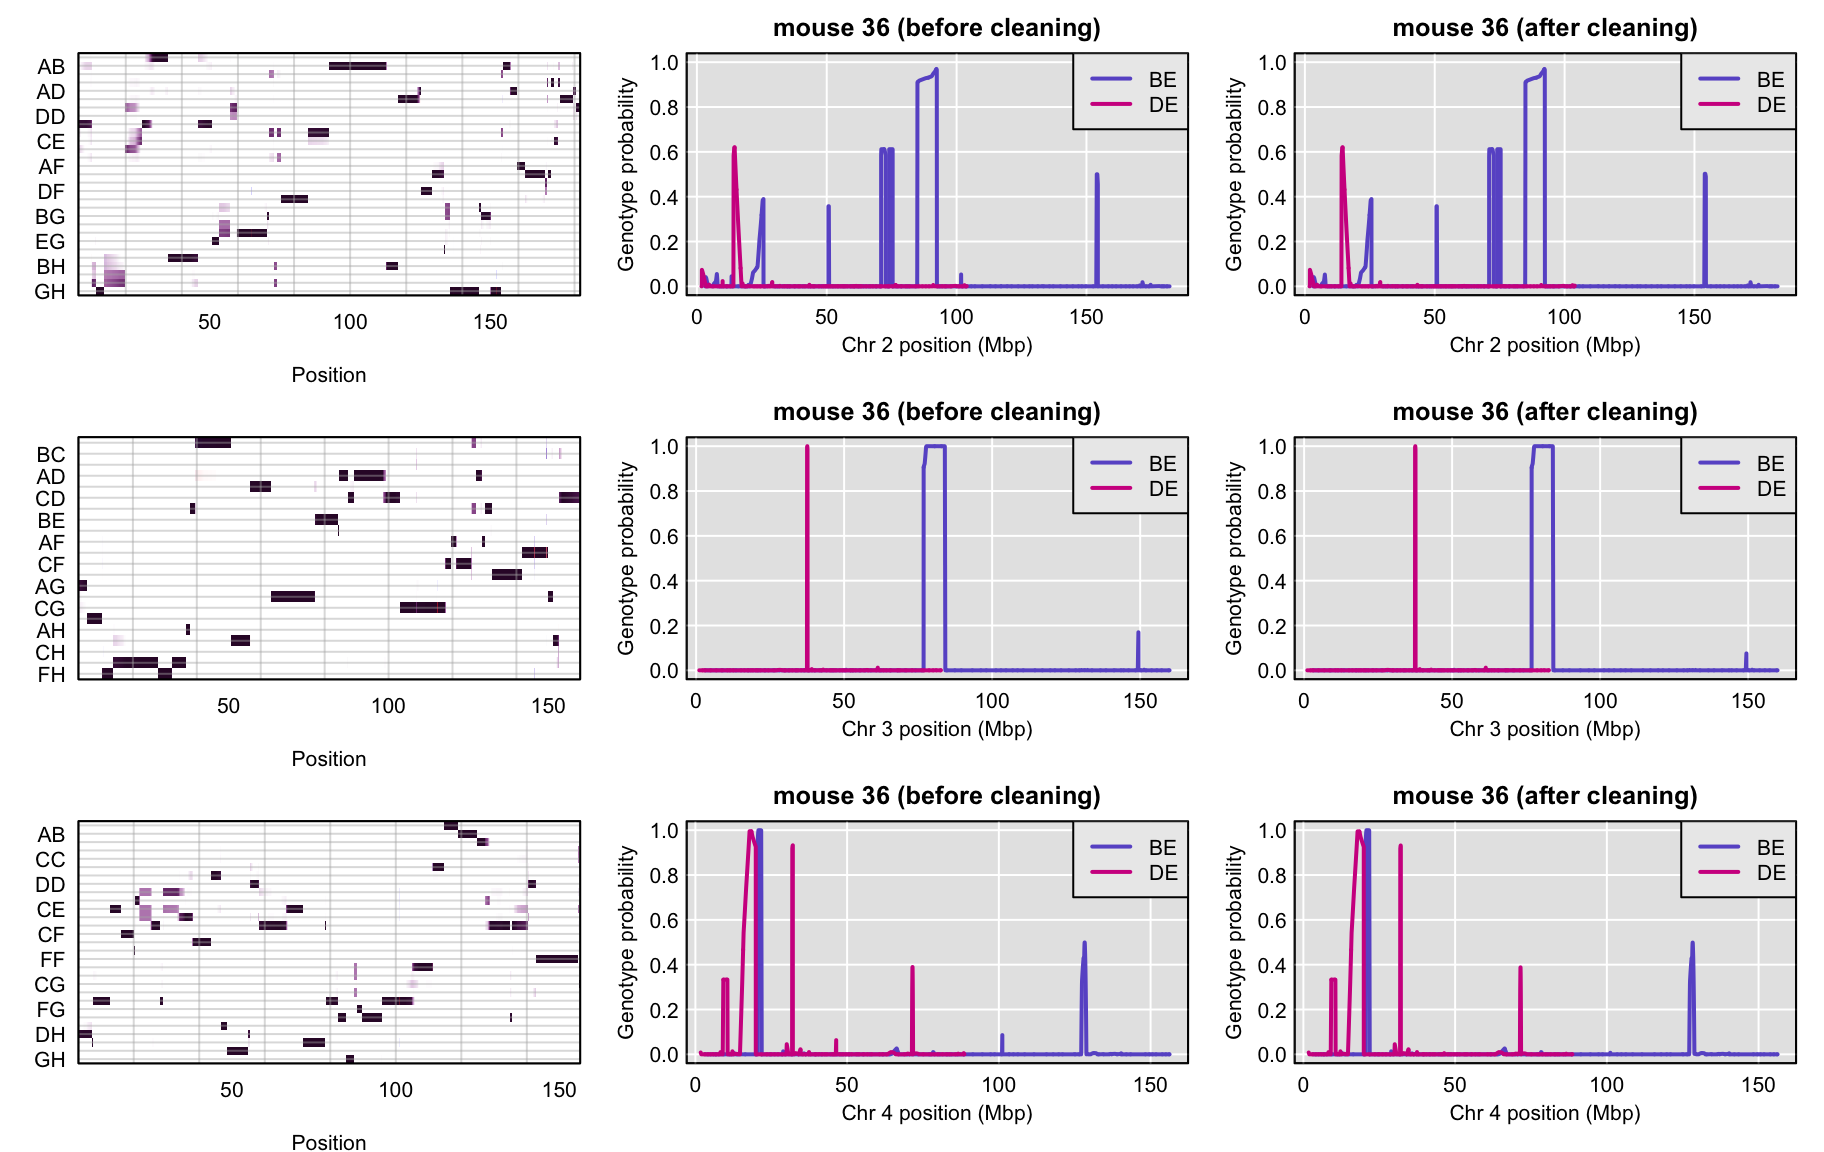 AB
AD
DD
CE
AF
DF
BG
EG
BH
GH
50 100 150
Position
mouse 36 (before cleaning)
Genotype probability
1.0
0.8
0.6
0.4
0.2
0.0
BE
DE
0 50 100 150
Chr 2 position (Mbp)
mouse 36 (after cleaning)
Genotype probability
1.0
0.8
0.6
0.4
0.2
0.0
BE
DE
0 50 100 150
Chr 2 position (Mbp)
BC
AD
CD
BE
AF
CF
AG
CG
AH
CH
FH
50 100 150
Position
mouse 36 (before cleaning)
Genotype probability
1.0
0.8
0.6
0.4
0.2
0.0
BE
DE
0 50 100 150
Chr 3 position (Mbp)
mouse 36 (after cleaning)
Genotype probability
1.0
0.8
0.6
0.4
0.2
0.0
BE
DE
0 50 100 150
Chr 3 position (Mbp)
AB
CC
DD
CE
CF
FF
CG
FG
DH
GH
50 100 150
Position
mouse 36 (before cleaning)
Genotype probability
1.0
0.8
0.6
0.4
0.2
0.0
BE
DE
0 50 100 150
Chr 4 position (Mbp)
mouse 36 (after cleaning)
Genotype probability
1.0
0.8
0.6
0.4
0.2
0.0
BE
DE
0 50 100 150
Chr 4 position (Mbp)